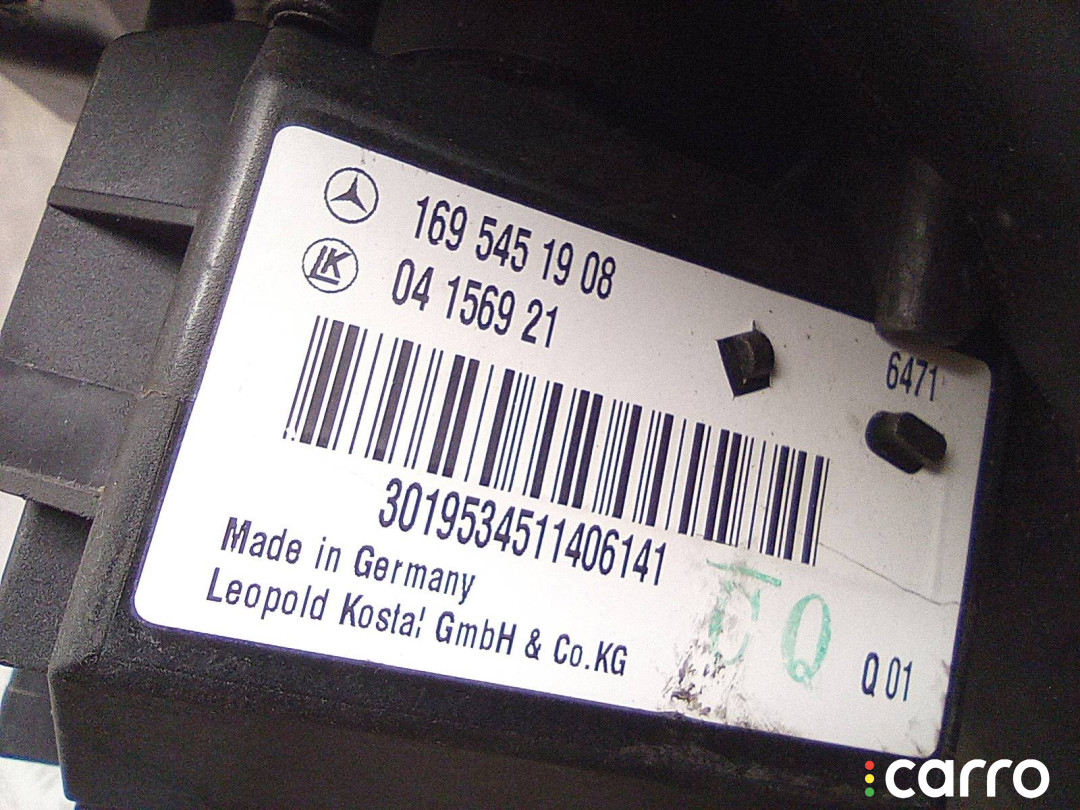 169 545 19 08
LK
04 1569 21
6471
3019534511406141
Made in Germany
Leopold Kostal GmbH & Co.KG
Q
Q 01
carro